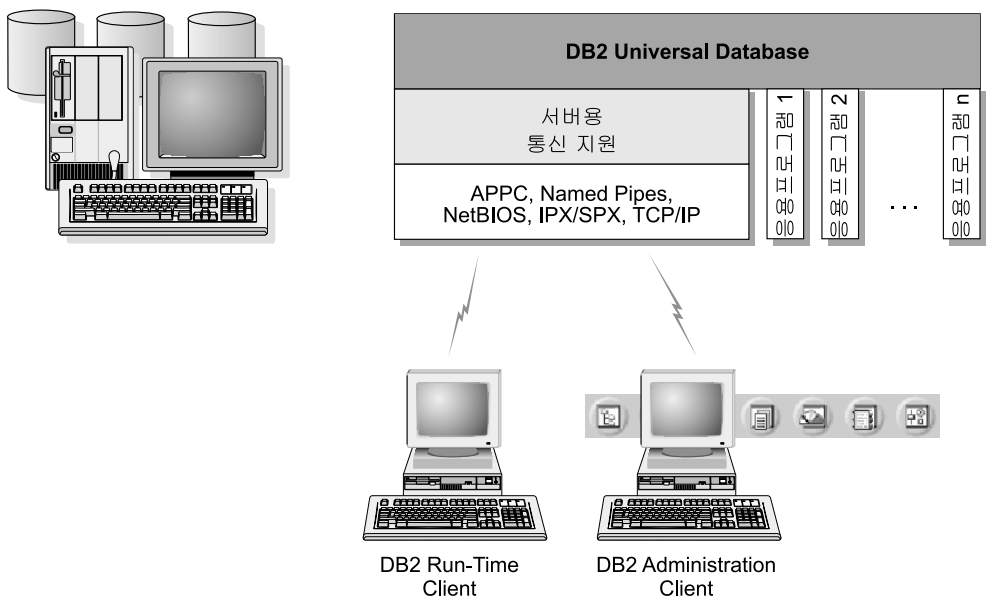 DB2 Universal Database
서버용
통신 지원
APPC, Named Pipes,
NetBIOS, IPX/SPX, TCP/IP
응용프로그램 1
응용프로그램 2
...
응용프로그램 n
DB2 Run-Time
Client
DB2 Administration
Client